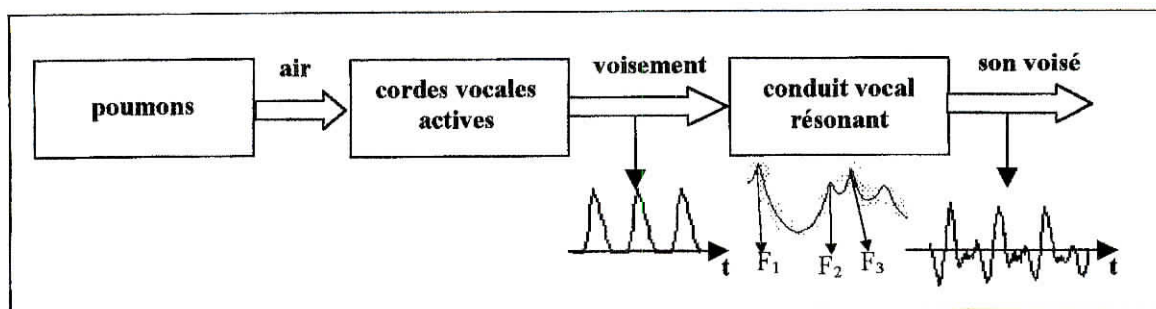 poumons
air
cordes vocales
actives
voisement
conduit vocal
résonant
son voisé
t
F₁
F₂
F₃
t